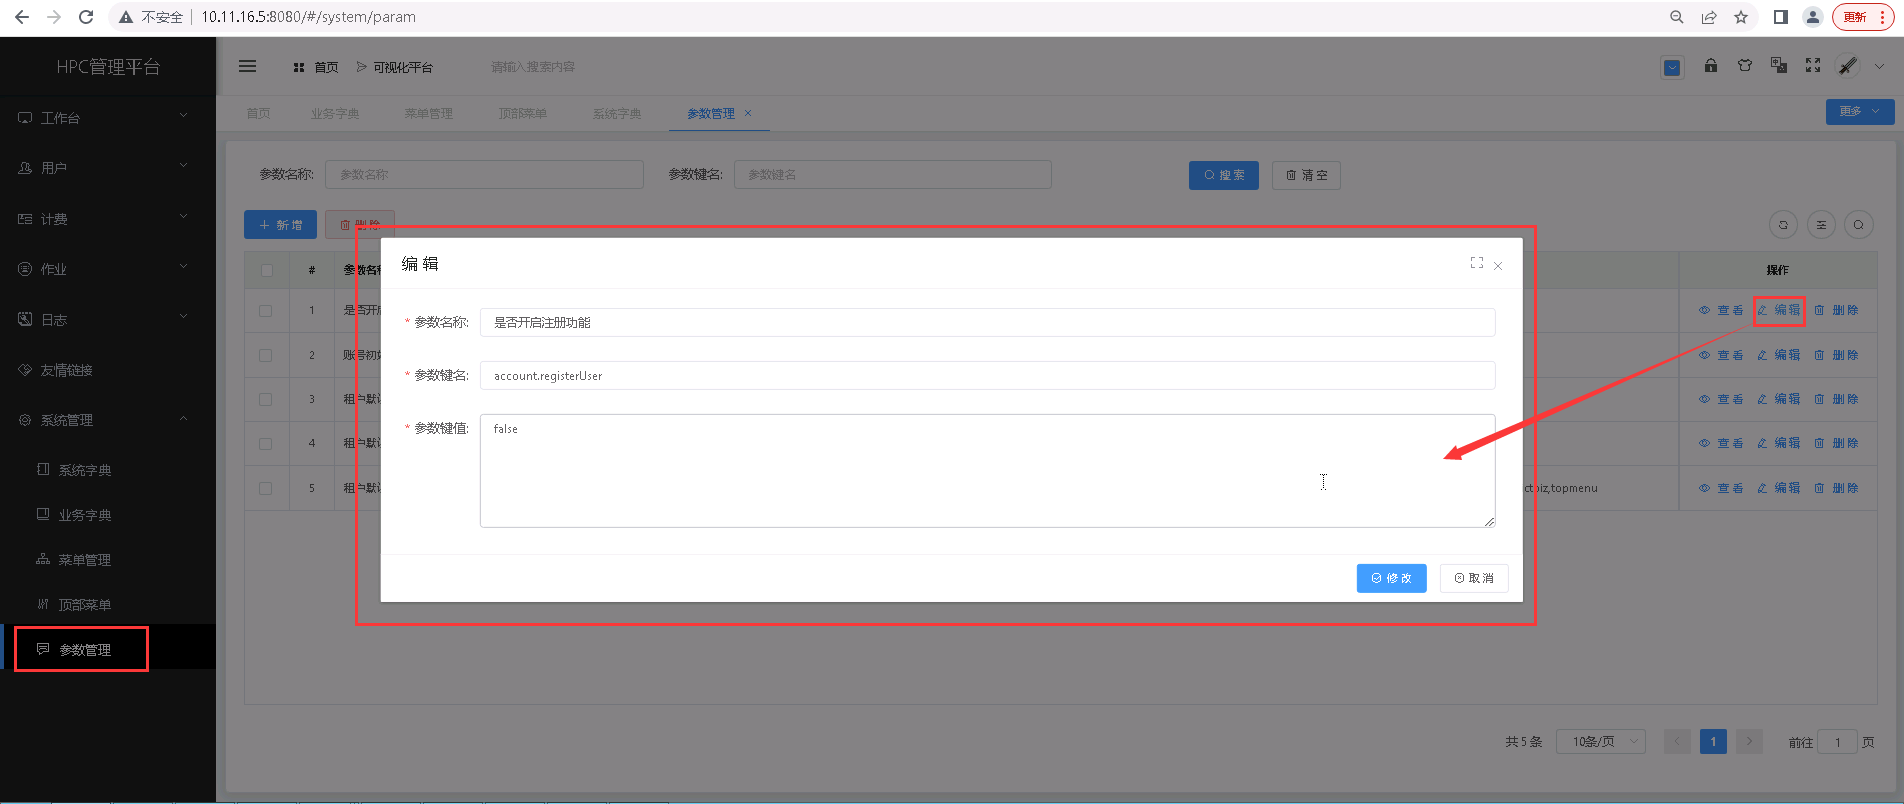 不安全 10.11.16.5:8080/#/system/param 更新
HPC管理平台 首页 可视化平台 请输入搜索内容
工作台
用户
计费
作业
日志
友情链接
系统管理
系统字典
业务字典
菜单管理
顶部菜单
参数管理
首页 业务字典 菜单管理 顶部菜单 系统字典 参数管理 × 更多
参数名称: 参数名称 参数键名: 参数键名 搜索 清空
+ 新增 删除
# 参数名称 操作
1 是否开启 查看 编辑 删除
2 账号初始 查看 编辑 删除
3 租户默认 查看 编辑 删除
4 租户默认 查看 编辑 删除
5 租户默认 ctbiz,topmenu 查看 编辑 删除
编辑
* 参数名称: 是否开启注册功能
* 参数键名: account.registerUser
* 参数键值: false
修改 取消
共 5 条 10条/页 1 前往 1 页